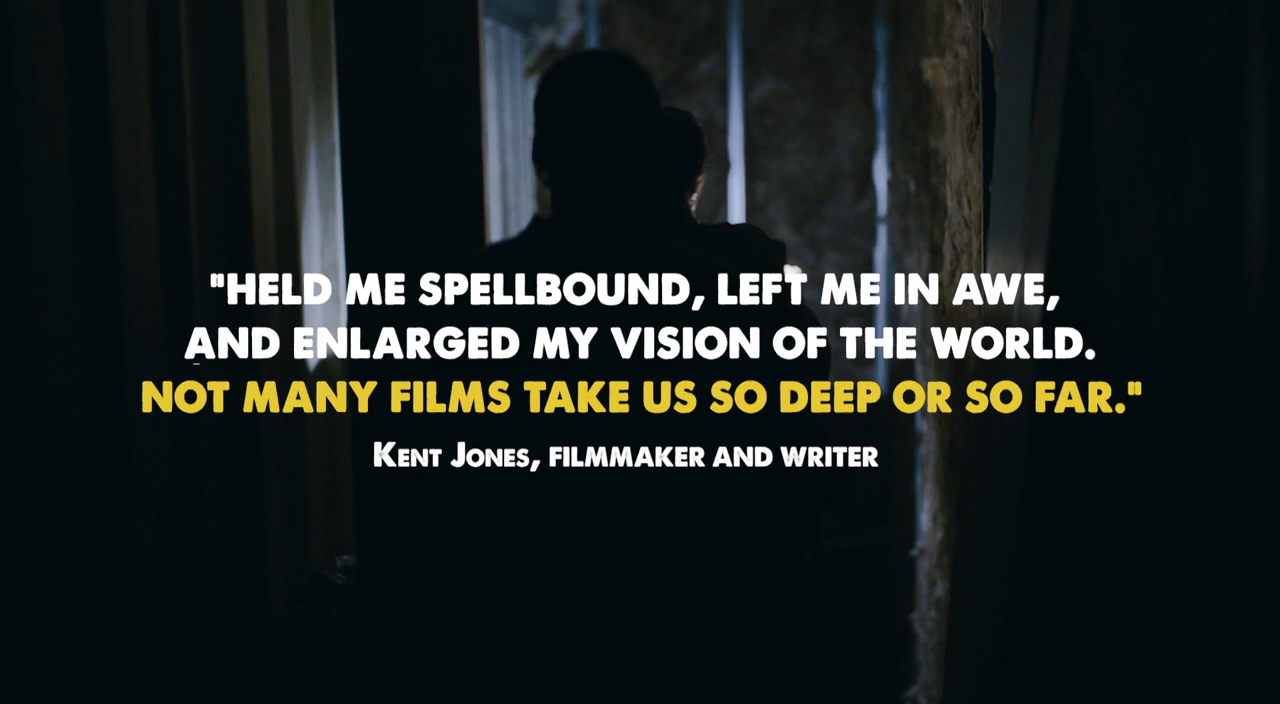 "HELD ME SPELLBOUND, LEFT ME IN AWE,
AND ENLARGED MY VISION OF THE WORLD.
NOT MANY FILMS TAKE US SO DEEP OR SO FAR."
KENT JONES, FILMMAKER AND WRITER